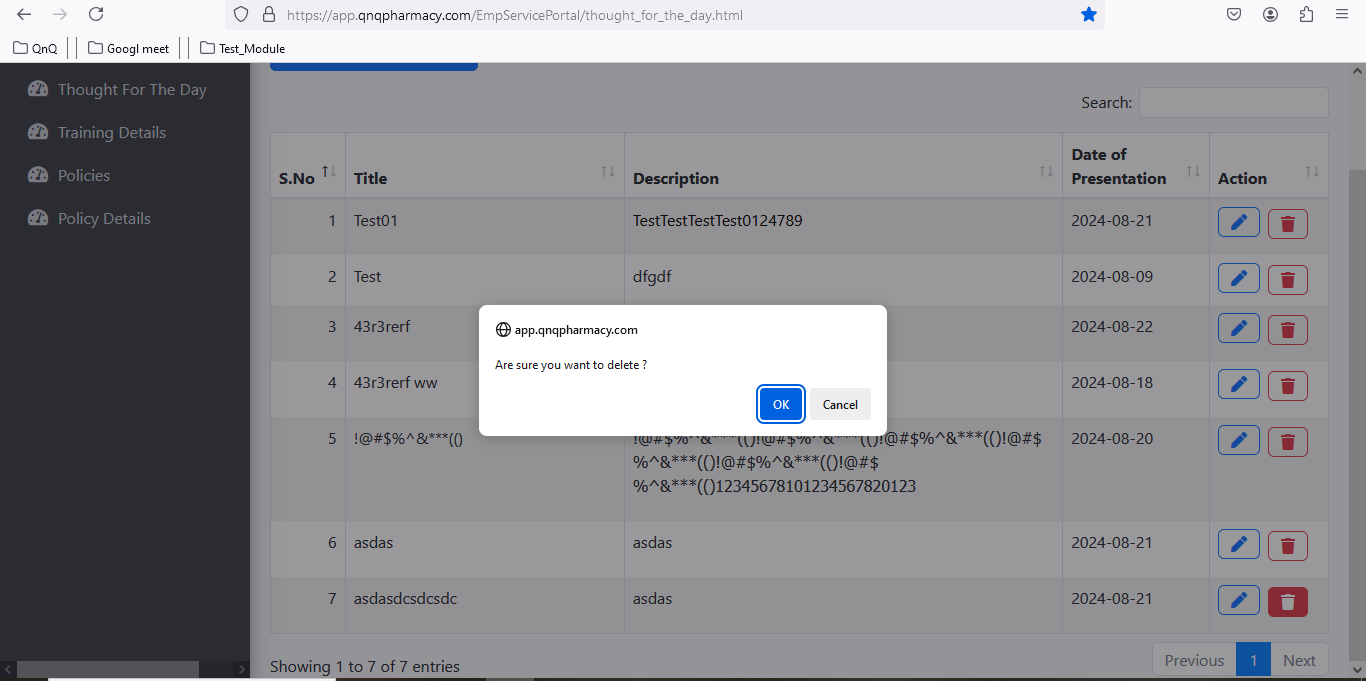 https://app.qnqpharmacy.com/EmpServicePortal/thought_for_the_day.html
QnQ
Googl meet
Test_Module
Thought For The Day
Training Details
Policies
Policy Details
Search:
S.No
Title
Description
Date of
Presentation
Action
1 Test01 TestTestTestTest0124789 2024-08-21
2 Test dfgdf 2024-08-09
3 43r3rerf 2024-08-22
4 43r3rerf ww 2024-08-18
5 !@#$%^&***(() !@#$%^&***(()!@#$%^&***(()!@#$%^&***(()!@#$ 2024-08-20
%^&***(()!@#$%^&***(()!@#$
%^&***(()12345678101234567820123
6 asdas asdas 2024-08-21
7 asdasdcsdcsdc asdas 2024-08-21
app.qnqpharmacy.com
Are sure you want to delete ?
OK
Cancel
Showing 1 to 7 of 7 entries
Previous
1
Next